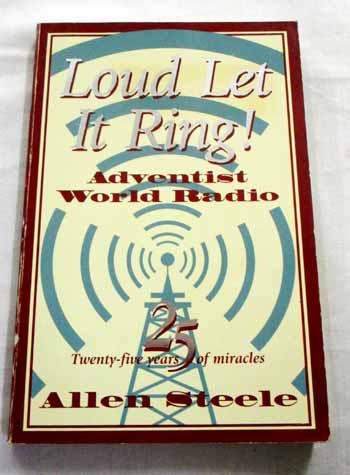 Loud Let
It Ring!
Adventist
World Radio
25
Twenty-five years of miracles
Allen Steele